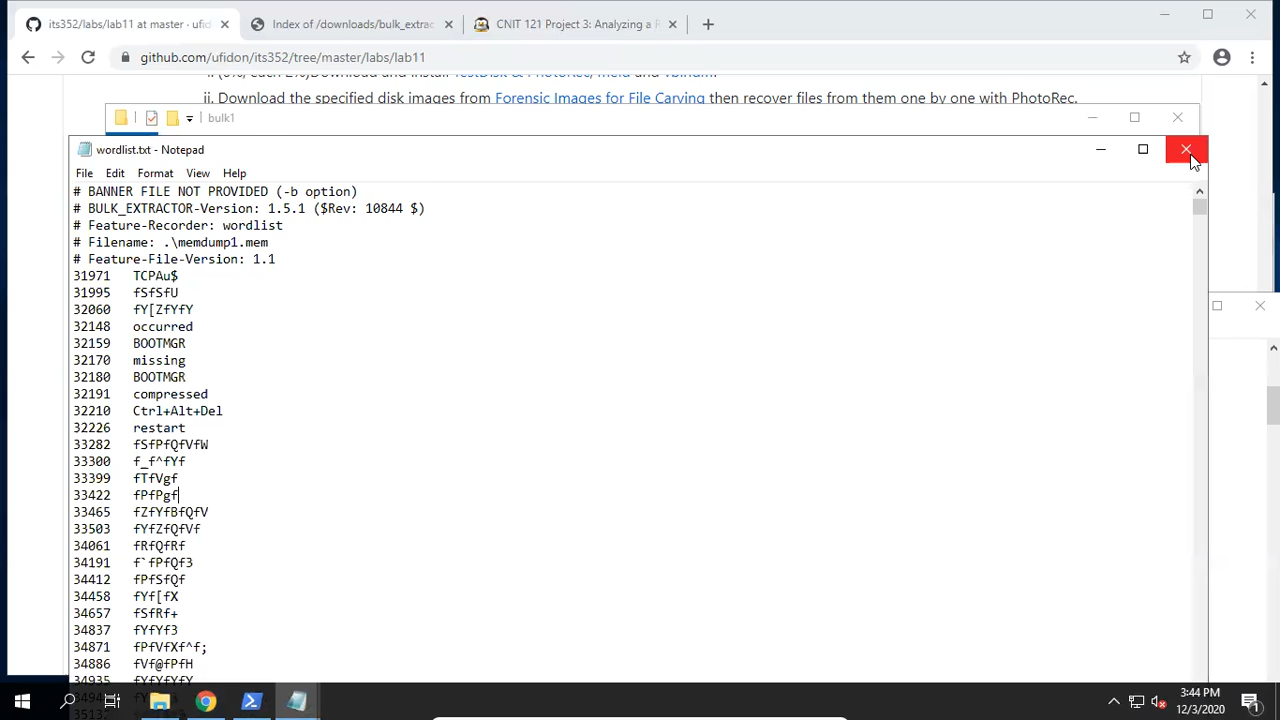 its352/labs/lab11 at master · ufid
Index of /downloads/bulk_extrac
CNIT 121 Project 3: Analyzing a
github.com/ufidon/its352/tree/master/labs/lab11
ii. Download the specified disk images from Forensic Images for File Carving then recover files from them one by one with PhotoRec.
bulk1
wordlist.txt - Notepad
File Edit Format View Help
# BANNER FILE NOT PROVIDED (-b option)
# BULK_EXTRACTOR-Version: 1.5.1 ($Rev: 10844 $)
# Feature-Recorder: wordlist
# Filename: .\memdump1.mem
# Feature-File-Version: 1.1
31971 TCPAu$
31995 fSfSfU
32060 fY[ZfYfY
32148 occurred
32159 BOOTMGR
32170 missing
32180 BOOTMGR
32191 compressed
32210 Ctrl+Alt+Del
32226 restart
33282 fSfPfQfVfW
33300 f_f^fYf
33399 fTfVgf
33422 fPfPgf
33465 fZfYfBfQfV
33503 fYfZfQfVf
34061 fRfQfRf
34191 f`fPfQf3
34412 fPfSfQf
34458 fYf[fX
34657 fSfRf+
34837 fYfYf3
34871 fPfVfXf^f;
34886 fVf@fPfH
34935 fYfYfYfY
3:44 PM
12/3/2020
1